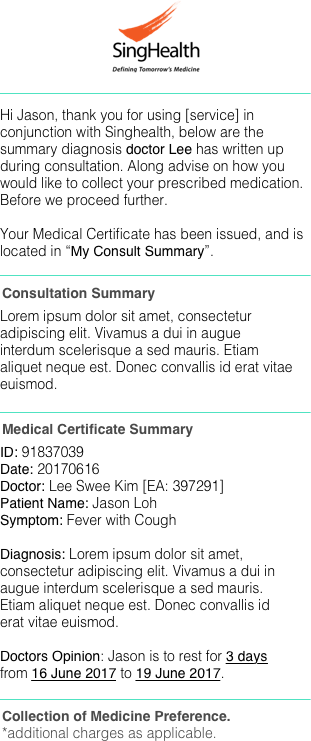 SingHealth
Defining Tomorrow's Medicine
Hi Jason, thank you for using [service] in
conjunction with Singhealth, below are the
summary diagnosis doctor Lee has written up
during consultation. Along advise on how you
would like to collect your prescribed medication.
Before we proceed further.
Your Medical Certificate has been issued, and is
located in “My Consult Summary”.
Consultation Summary
Lorem ipsum dolor sit amet, consectetur
adipiscing elit. Vivamus a dui in augue
interdum scelerisque a sed mauris. Etiam
aliquet neque est. Donec convallis id erat vitae
euismod.
Medical Certificate Summary
ID: 91837039
Date: 20170616
Doctor: Lee Swee Kim [EA: 397291]
Patient Name: Jason Loh
Symptom: Fever with Cough
Diagnosis: Lorem ipsum dolor sit amet,
consectetur adipiscing elit. Vivamus a dui in
augue interdum scelerisque a sed mauris.
Etiam aliquet neque est. Donec convallis id
erat vitae euismod.
Doctors Opinion: Jason is to rest for 3 days
from 16 June 2017 to 19 June 2017.
Collection of Medicine Preference.
*additional charges as applicable.